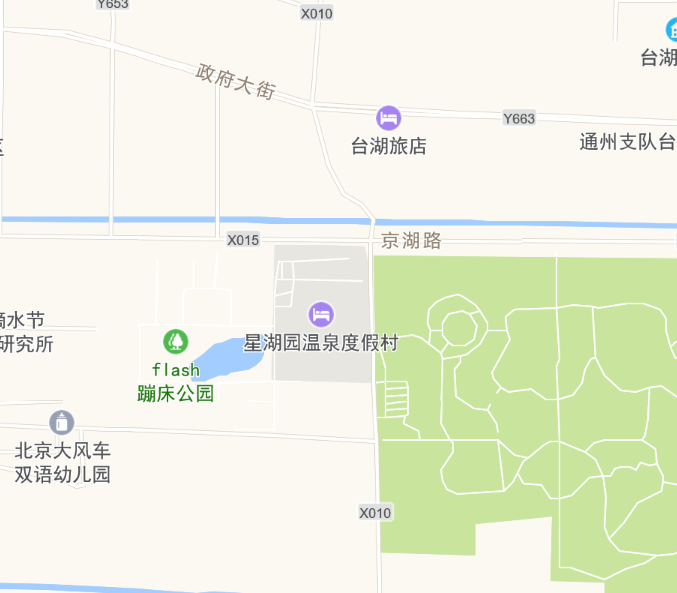 Y653
X010
台湖
政府大街
Y663
台湖旅店
通州支队台
区
X015
京湖路
滴水节
研究所
星湖园温泉度假村
flash
蹦床公园
北京大风车
双语幼儿园
X010